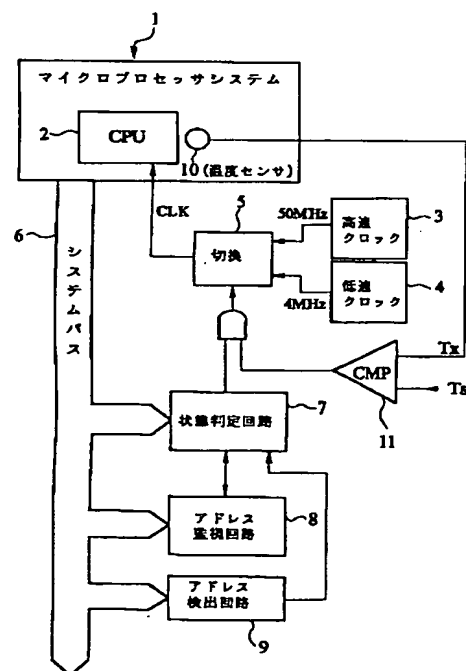 1
マイクロプロセッサシステム
2
CPU
10(温度センサ)
CLK
5
切換
50MHz
高速
クロック
3
4MHz
低速
クロック
4
6
システムバス
Tx
CMP
Ts
11
状態判定回路
7
アドレス
監視回路
8
アドレス
検出回路
9